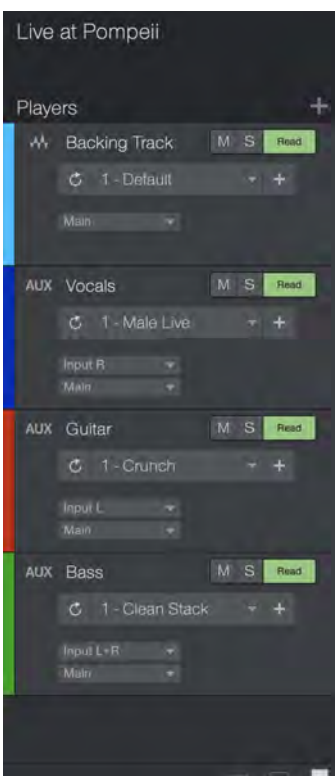 Live at Pompeii
Players
Backing Track M S Read
1 - Default
Main
AUX Vocals M S Read
1 - Male Live
Input R
Main
AUX Guitar M S Read
1 - Crunch
Input L
Main
AUX Bass M S Read
1 - Clean Stack
Input L+R
Main